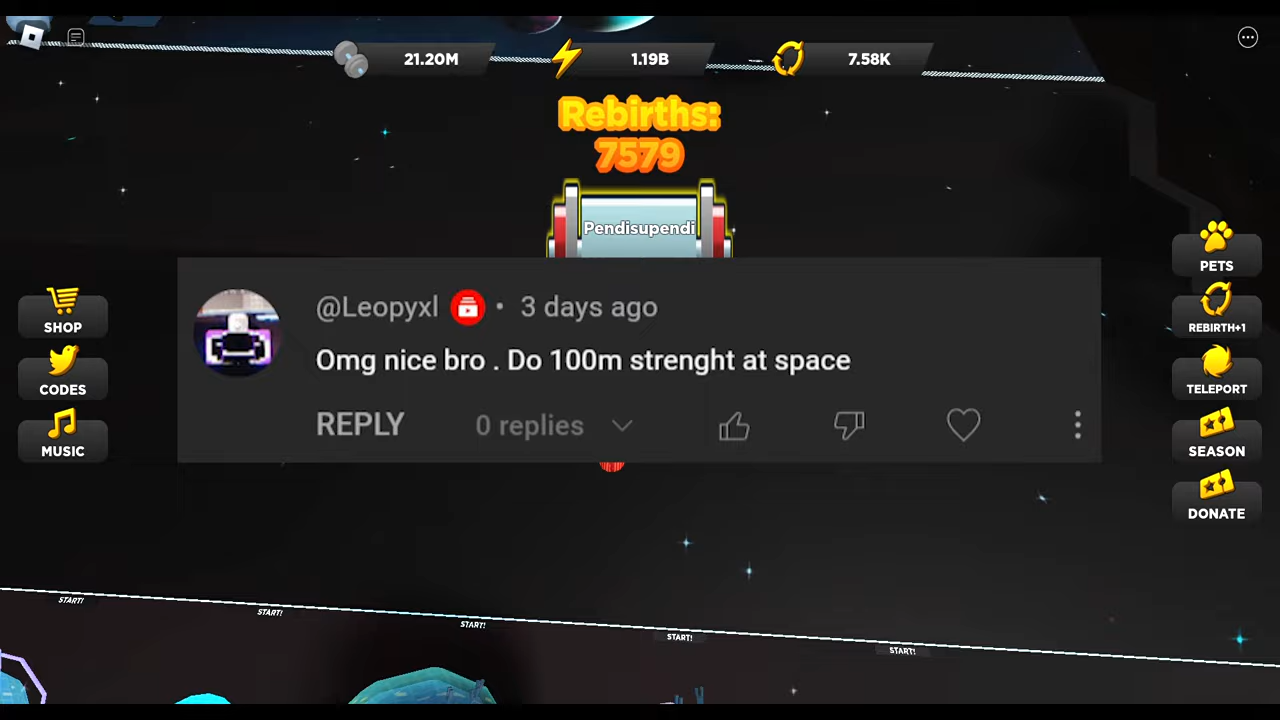 21.20M
1.19B
7.58K
Rebirths:
7579
Pendisupendi
@Leopyxl • 3 days ago
Omg nice bro . Do 100m strenght at space
REPLY
0 replies
SHOP
CODES
MUSIC
PETS
REBIRTH+1
TELEPORT
SEASON
DONATE
START!
START!
START!
START!
START!